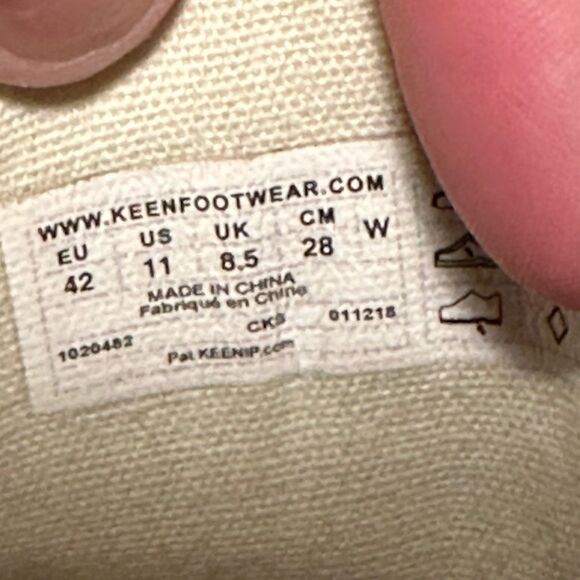 WWW.KEENFOOTWEAR.COM
EU US UK CM W
42 11 8.5 28
MADE IN CHINA
Fabriqué en Chine
CK8 011218
1020482
Pat KEENIP.com